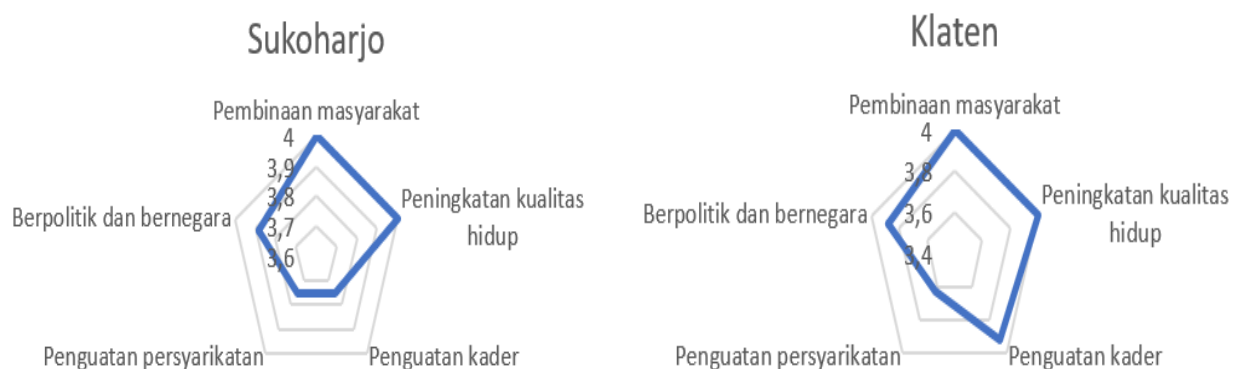 Sukoharjo
Pembinaan masyarakat
4
3,9
3,8
3,7
3,6
Peningkatan kualitas
hidup
Berpolitik dan bernegara
Penguatan persyarikatan
Penguatan kader
Klaten
Pembinaan masyarakat
4
3,8
3,6
3,4
Peningkatan kualitas
hidup
Berpolitik dan bernegara
Penguatan persyarikatan
Penguatan kader